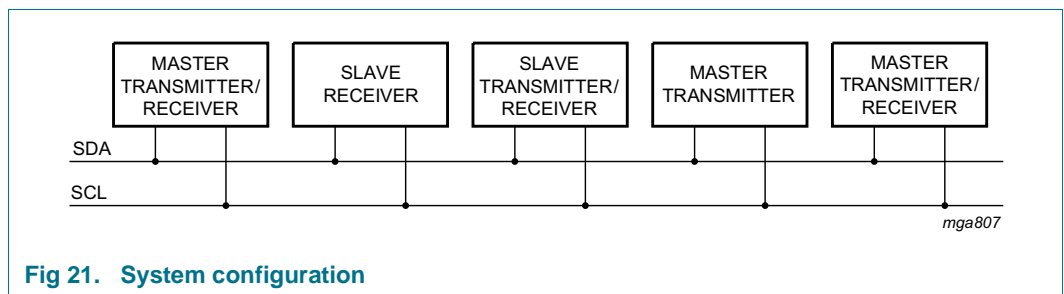 MASTER
TRANSMITTER/
RECEIVER
SLAVE
RECEIVER
SLAVE
TRANSMITTER/
RECEIVER
MASTER
TRANSMITTER
MASTER
TRANSMITTER/
RECEIVER
SDA
SCL
mga807
Fig 21. System configuration